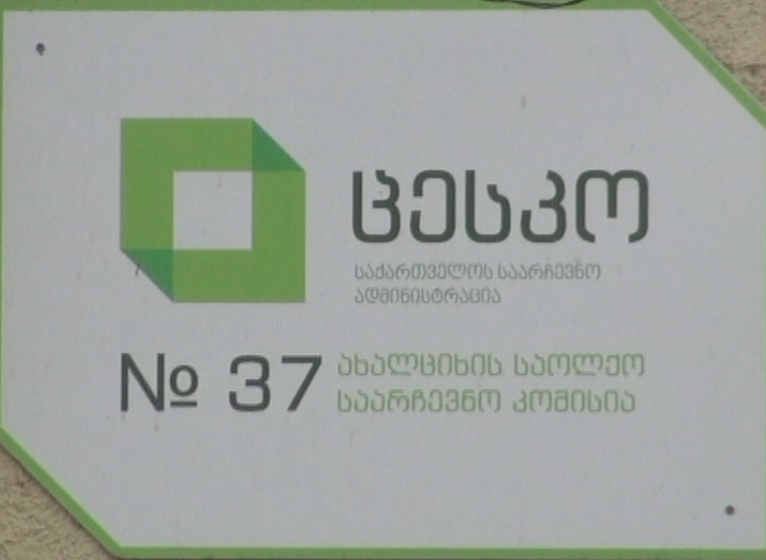 ცესკო
საქართველოს საარჩევნო
ადმინისტრაცია
№ 37 ახალციხის საოლქო
საარჩევნო კომისია